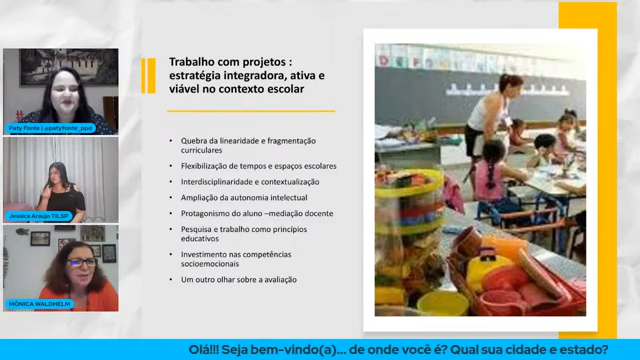 Trabalho com projetos :
estratégia integradora, ativa e
viável no contexto escolar
• Quebra da linearidade e fragmentação
curriculares
• Flexibilização de tempos e espaços escolares
• Interdisciplinaridade e contextualização
• Ampliação da autonomia intelectual
• Protagonismo do aluno –mediação docente
• Pesquisa e trabalho como princípios
educativos
• Investimento nas competências
socioemocionais
• Um outro olhar sobre a avaliação
Paty Fonte | @patyfonte_ppd
Jessica Araujo TILSP
MÔNICA WALDHELM
Olá!!! Seja bem-vindo(a)... de onde você é? Qual sua cidade e estado?